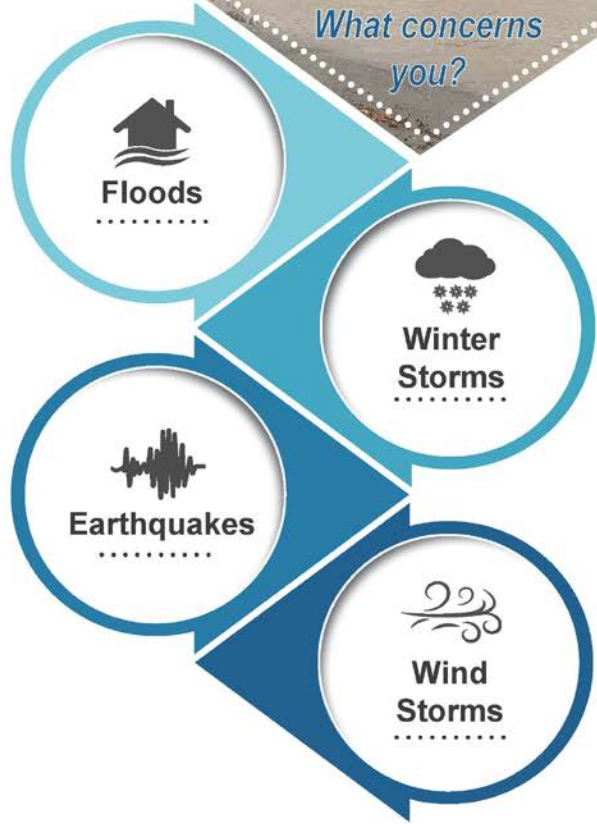 What concerns
you?
Floods
Winter
Storms
Earthquakes
Wind
Storms